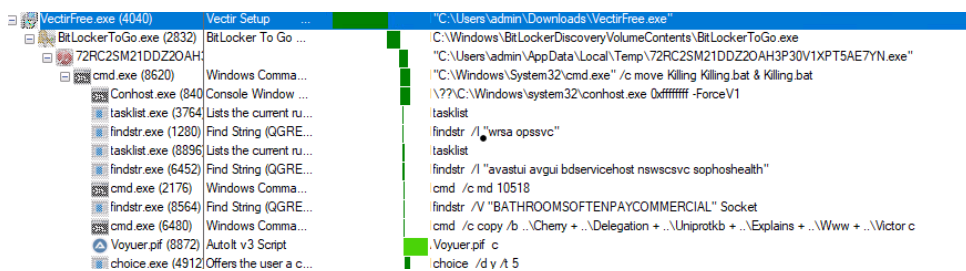 VectirFree.exe (4040) Vectir Setup ... "C:\Users\admin\Downloads\VectirFree.exe"
BitLockerToGo.exe (2832) BitLocker To Go ... C:\Windows\BitLockerDiscoveryVolumeContents\BitLockerToGo.exe
72RC2SM21DDZ2OAH: "C:\Users\admin\AppData\Local\Temp\72RC2SM21DDZ2OAH3P30V1XPT5AE7YN.exe"
cmd.exe (8620) Windows Comma... "C:\Windows\System32\cmd.exe" /c move Killing Killing.bat & Killing.bat
Conhost.exe (840 Console Window ... \??\C:\Windows\system32\conhost.exe 0xffffffff -ForceV1
tasklist.exe (3764 Lists the current ru... tasklist
findstr.exe (1280) Find String (QGRE... findstr /I "wrsa opssvc"
tasklist.exe (8896 Lists the current ru... tasklist
findstr.exe (6452) Find String (QGRE... findstr /I "avastui avgui bdservicehost nswscsvc sophoshealth"
cmd.exe (2176) Windows Comma... cmd /c md 10518
findstr.exe (8564) Find String (QGRE... findstr /V "BATHROOMSOFTENPAYCOMMERCIAL" Socket
cmd.exe (6480) Windows Comma... cmd /c copy /b ..\Cherry + ..\Delegation + ..\Uniprotkb + ..\Explains + ..\Www + ..\Victor c
Voyuer.pif (8872) AutoIt v3 Script Voyuer.pif c
choice.exe (4912 Offers the user a c... choice /d y /t 5